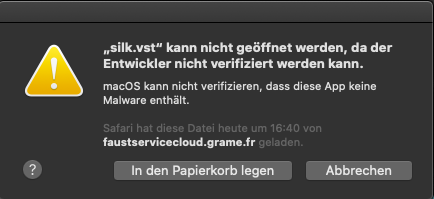 „silk.vst“ kann nicht geöffnet werden, da der
Entwickler nicht verifiziert werden kann.
macOS kann nicht verifizieren, dass diese App keine
Malware enthält.
Safari hat diese Datei heute um 16:40 von
faustservicecloud.grame.fr geladen.
? In den Papierkorb legen Abbrechen